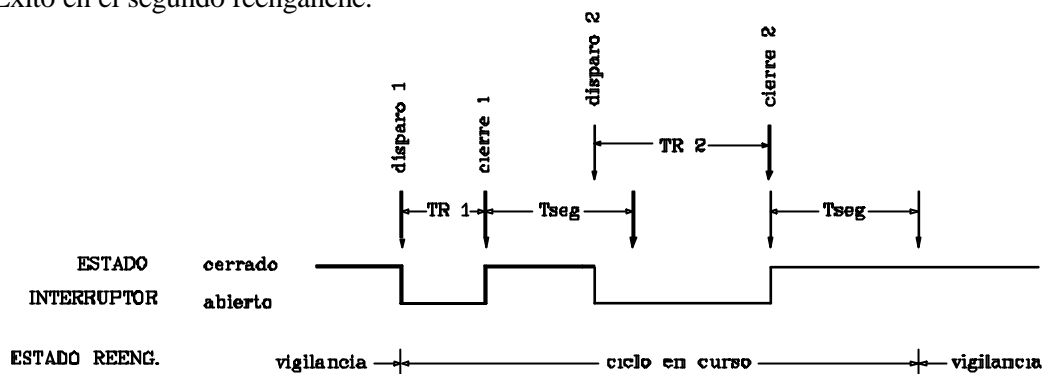 Éxito en el segundo reenganche.
disparo 1
cierre 1
disparo 2
cierre 2
TR 2
TR 1
Tseg
Tseg
ESTADO cerrado
INTERRUPTOR abierto
ESTADO REENG. vigilancia ciclo en curso vigilancia